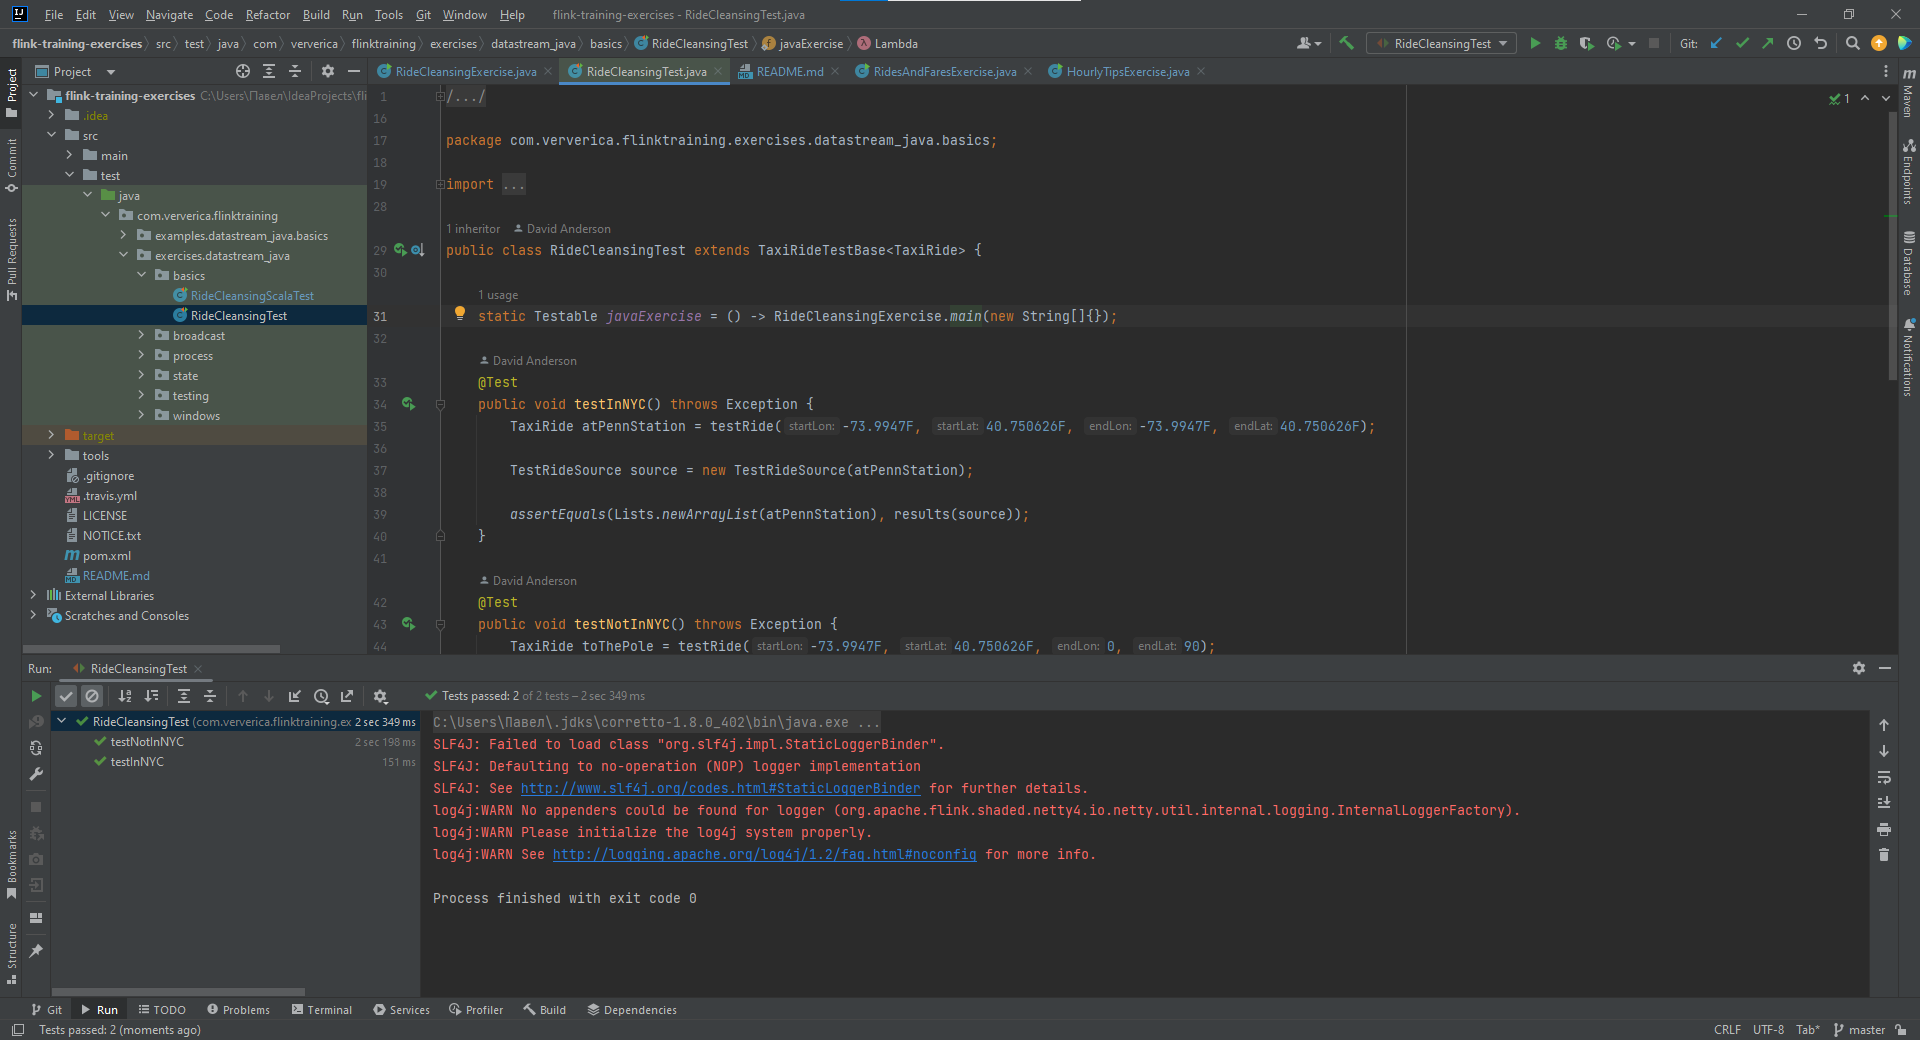 File Edit View Navigate Code Refactor Build Run Tools Git Window Help flink-training-exercises - RideCleansingTest.java
flink-training-exercises src test java com ververica flinktraining exercises datastream_java basics RideCleansingTest javaExercise Lambda RideCleansingTest Git:
Project RideCleansingExercise.java RideCleansingTest.java README.md RidesAndFaresExercise.java HourlyTipsExercise.java
Project
Commit
Pull Requests
Bookmarks
Structure
flink-training-exercises C:\Users\Павел\IdeaProjects\fli
.idea
src
main
test
java
com.ververica.flinktraining
examples.datastream_java.basics
exercises.datastream_java
basics
RideCleansingScalaTest
RideCleansingTest
broadcast
process
state
testing
windows
target
tools
.gitignore
.travis.yml
LICENSE
NOTICE.txt
pom.xml
README.md
External Libraries
Scratches and Consoles
1 /.../
16
17 package com.ververica.flinktraining.exercises.datastream_java.basics;
18
19 import ...
28
1 inheritor David Anderson
29 public class RideCleansingTest extends TaxiRideTestBase<TaxiRide> {
30
1 usage
31 static Testable javaExercise = () -> RideCleansingExercise.main(new String[]{});
32
David Anderson
33 @Test
34 public void testInNYC() throws Exception {
35 TaxiRide atPennStation = testRide( startLon: -73.9947F, startLat: 40.750626F, endLon: -73.9947F, endLat: 40.750626F);
36
37 TestRideSource source = new TestRideSource(atPennStation);
38
39 assertEquals(Lists.newArrayList(atPennStation), results(source));
40 }
41
David Anderson
42 @Test
43 public void testNotInNYC() throws Exception {
44 TaxiRide toThePole = testRide( startLon: -73.9947F, startLat: 40.750626F, endLon: 0, endLat: 90);
1
Maven
Endpoints
Database
Notifications
Run: RideCleansingTest
Tests passed: 2 of 2 tests – 2 sec 349 ms
RideCleansingTest (com.ververica.flinktraining.ex 2 sec 349 ms
testNotInNYC 2 sec 198 ms
testInNYC 151 ms
C:\Users\Павел\.jdks\corretto-1.8.0_402\bin\java.exe ...
SLF4J: Failed to load class "org.slf4j.impl.StaticLoggerBinder".
SLF4J: Defaulting to no-operation (NOP) logger implementation
SLF4J: See http://www.slf4j.org/codes.html#StaticLoggerBinder for further details.
log4j:WARN No appenders could be found for logger (org.apache.flink.shaded.netty4.io.netty.util.internal.logging.InternalLoggerFactory).
log4j:WARN Please initialize the log4j system properly.
log4j:WARN See http://logging.apache.org/log4j/1.2/faq.html#noconfig for more info.
Process finished with exit code 0
Git Run TODO Problems Terminal Services Profiler Build Dependencies
Tests passed: 2 (moments ago) CRLF UTF-8 Tab* master